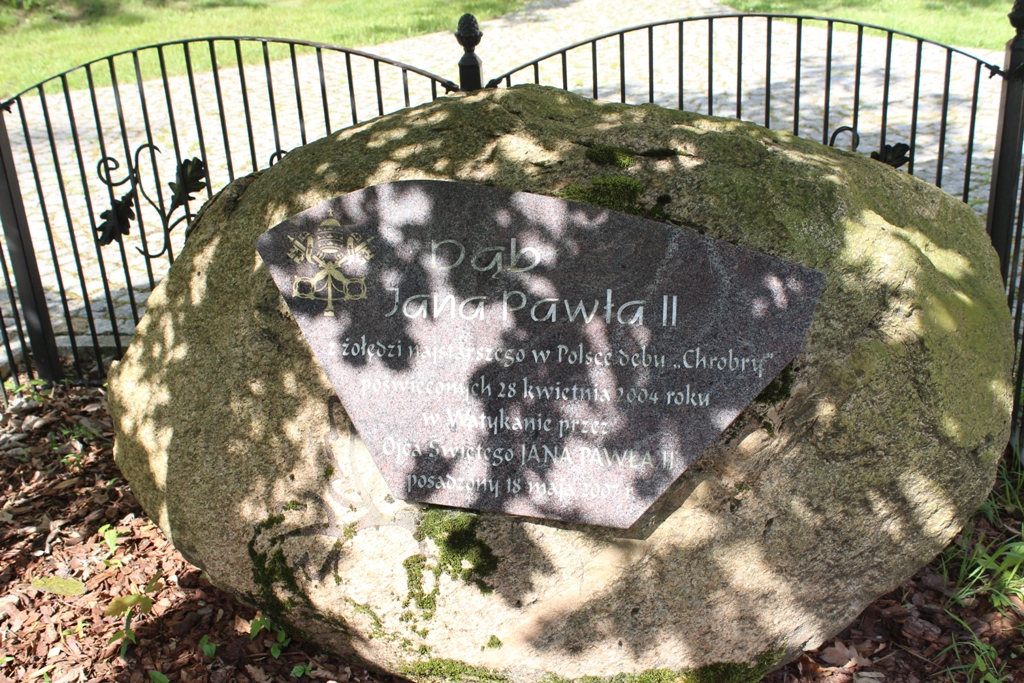 Dąb
Jana Pawła II
z żołędzi najstarszego w Polsce dębu „Chrobry”
poświęconych 28 kwietnia 2004 roku
w Watykanie przez
Ojca Świętego JANA PAWŁA II
posadzony 18 maja 2007 r.